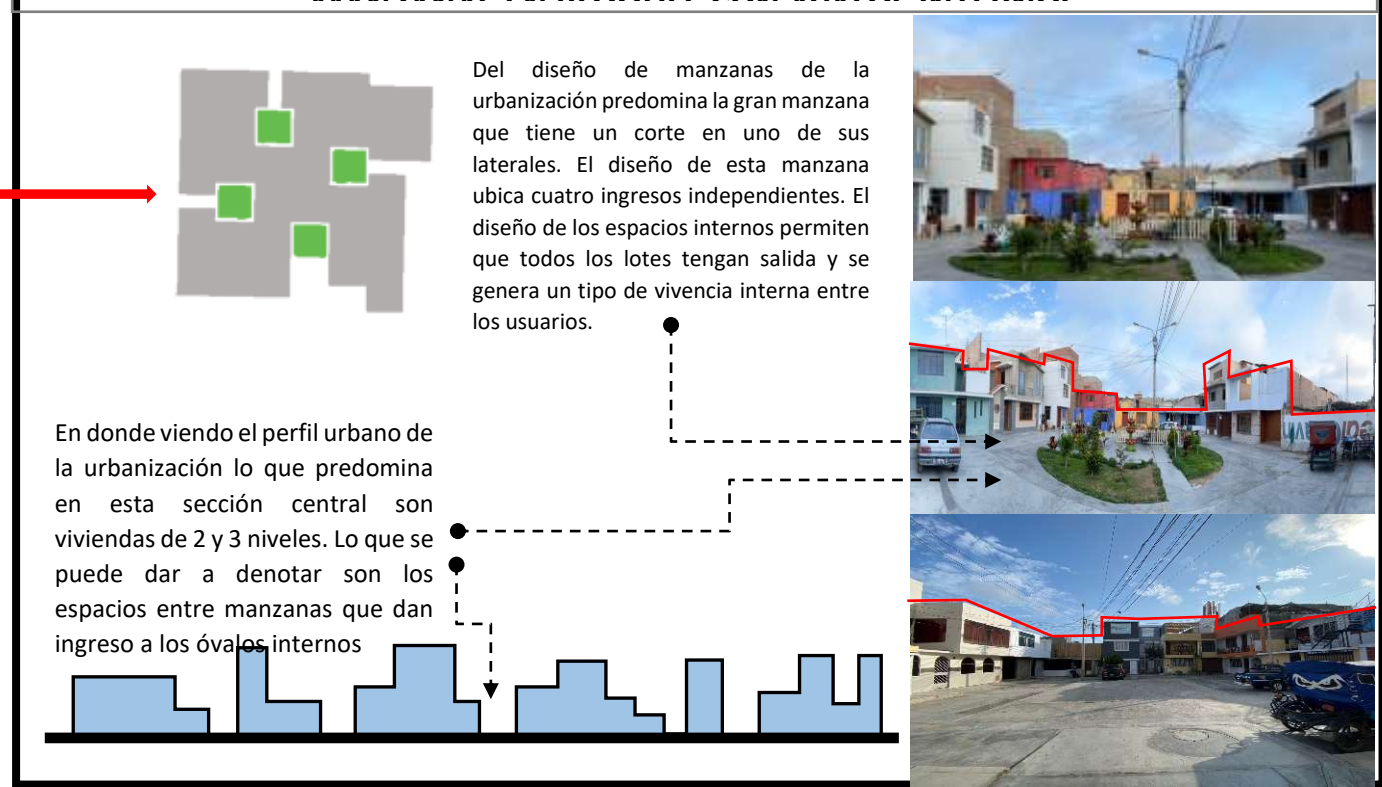 Del diseño de manzanas de la
urbanización predomina la gran manzana
que tiene un corte en uno de sus
laterales. El diseño de esta manzana
ubica cuatro ingresos independientes. El
diseño de los espacios internos permiten
que todos los lotes tengan salida y se
genera un tipo de vivencia interna entre
los usuarios.
En donde viendo el perfil urbano de
la urbanización lo que predomina
en esta sección central son
viviendas de 2 y 3 niveles. Lo que se
puede dar a denotar son los
espacios entre manzanas que dan
ingreso a los óvalos internos